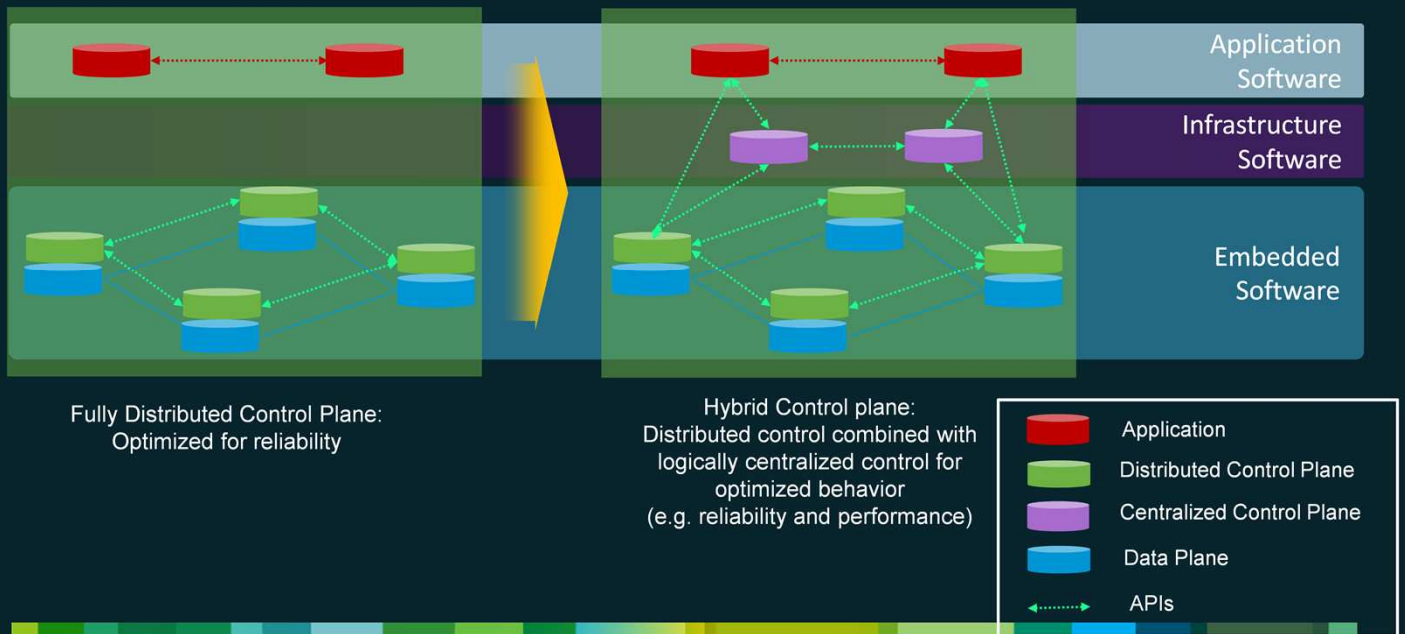 Application
Software
Infrastructure
Software
Embedded
Software
Fully Distributed Control Plane:
Optimized for reliability
Hybrid Control plane:
Distributed control combined with
logically centralized control for
optimized behavior
(e.g. reliability and performance)
Application
Distributed Control Plane
Centralized Control Plane
Data Plane
APIs